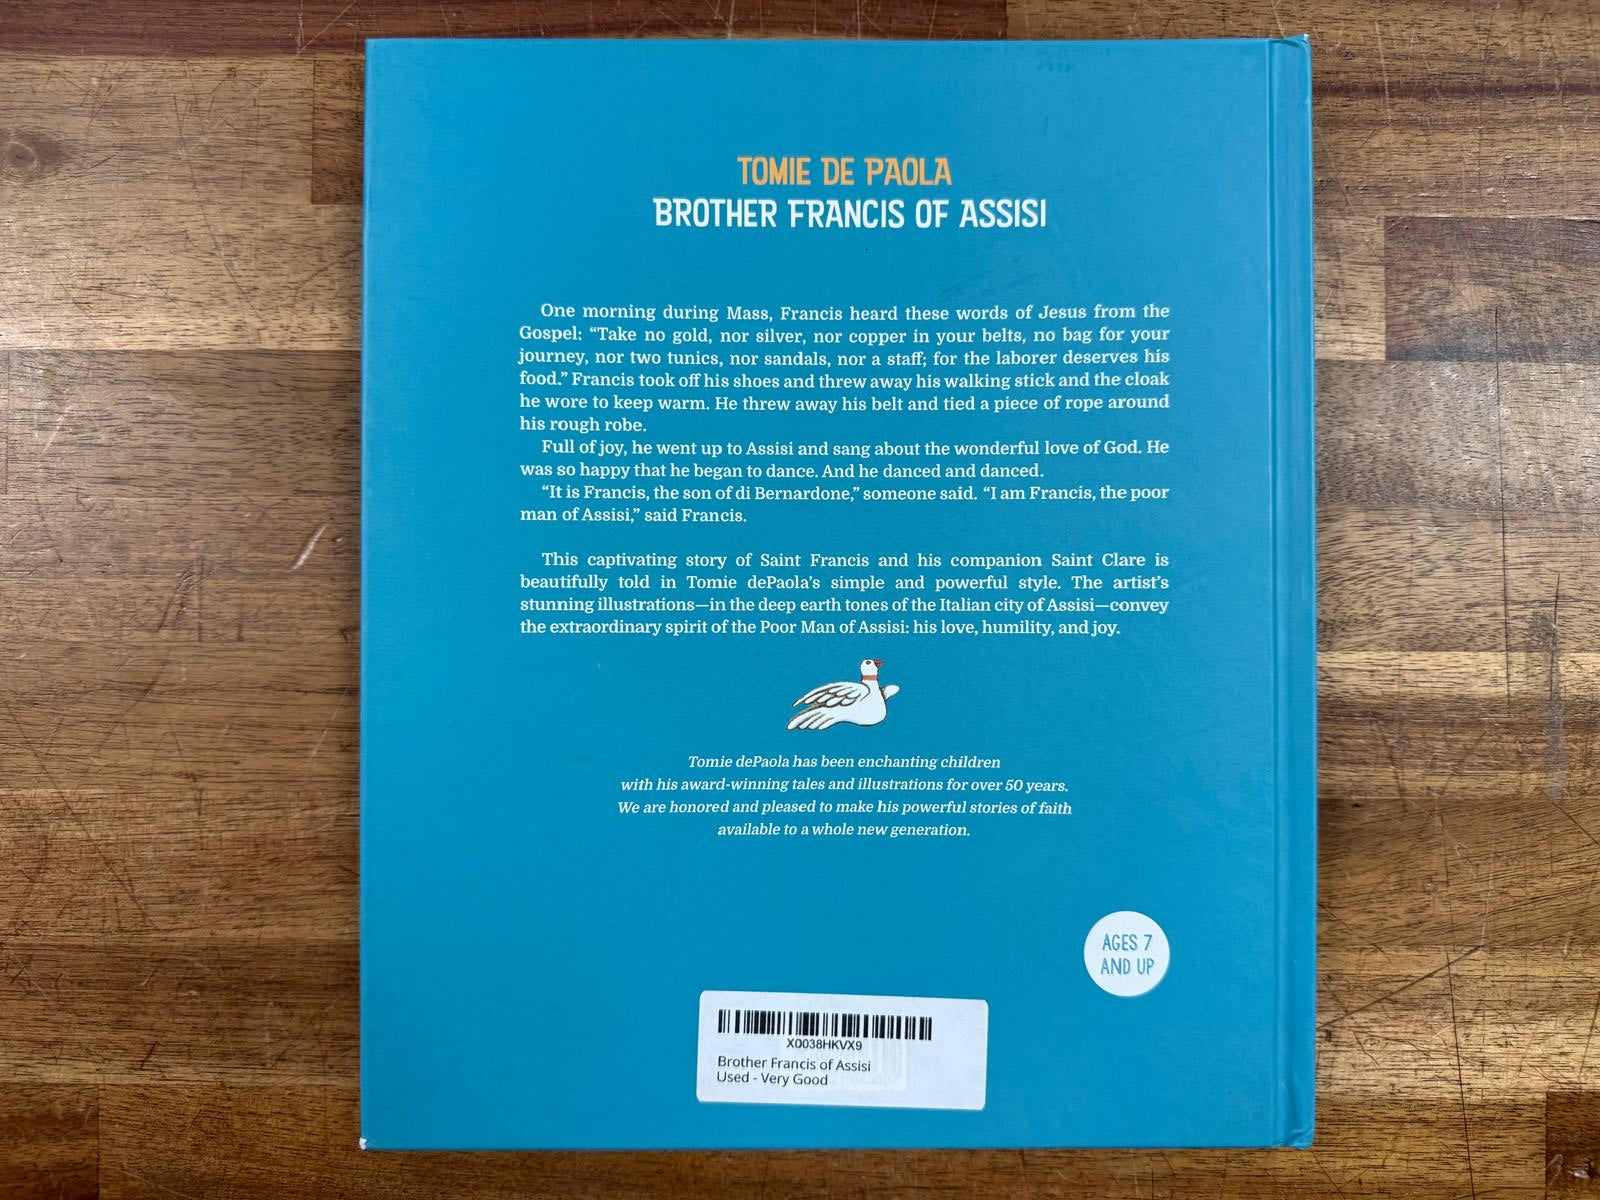 TOMIE DE PAOLA
BROTHER FRANCIS OF ASSISI
One morning during Mass, Francis heard these words of Jesus from the
Gospel: “Take no gold, nor silver, nor copper in your belts, no bag for your
journey, nor two tunics, nor sandals, nor a staff; for the laborer deserves his
food.” Francis took off his shoes and threw away his walking stick and the cloak
he wore to keep warm. He threw away his belt and tied a piece of rope around
his rough robe.
Full of joy, he went up to Assisi and sang about the wonderful love of God. He
was so happy that he began to dance. And he danced and danced.
“It is Francis, the son of di Bernardone,” someone said. “I am Francis, the poor
man of Assisi,” said Francis.
This captivating story of Saint Francis and his companion Saint Clare is
beautifully told in Tomie dePaola’s simple and powerful style. The artist’s
stunning illustrations—in the deep earth tones of the Italian city of Assisi—convey
the extraordinary spirit of the Poor Man of Assisi: his love, humility, and joy.
Tomie dePaola has been enchanting children
with his award-winning tales and illustrations for over 50 years.
We are honored and pleased to make his powerful stories of faith
available to a whole new generation.
AGES 7
AND UP
X0038HKVX9
Brother Francis of Assisi
Used - Very Good